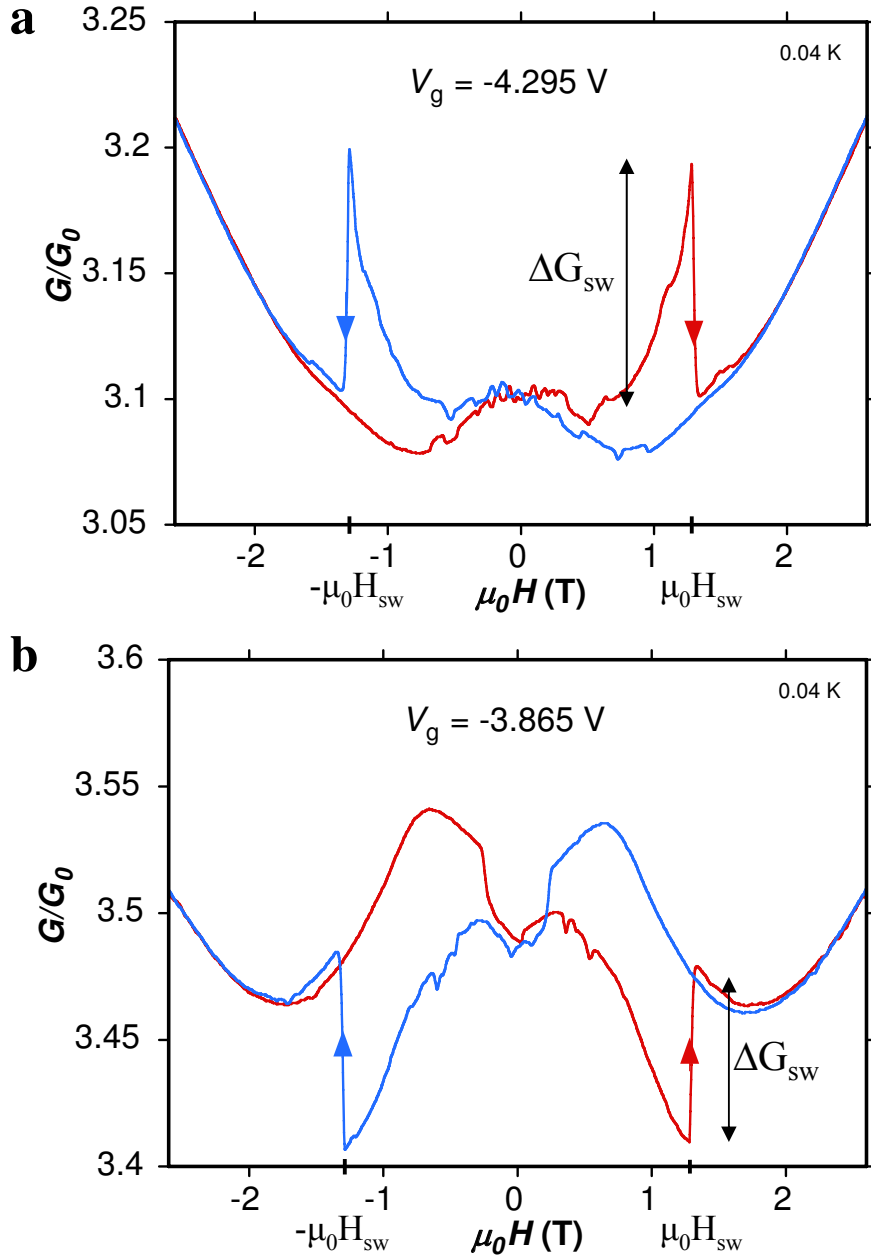 a
3.25
0.04 K
V_g = -4.295 V
3.2
ΔG_sw
3.15
G/G_0
3.1
3.05
-2 -1 0 1 2
-μ_0H_sw μ_0H (T) μ_0H_sw
b
3.6
0.04 K
V_g = -3.865 V
3.55
3.5
G/G_0
3.45
ΔG_sw
3.4
-2 -1 0 1 2
-μ_0H_sw μ_0H (T) μ_0H_sw